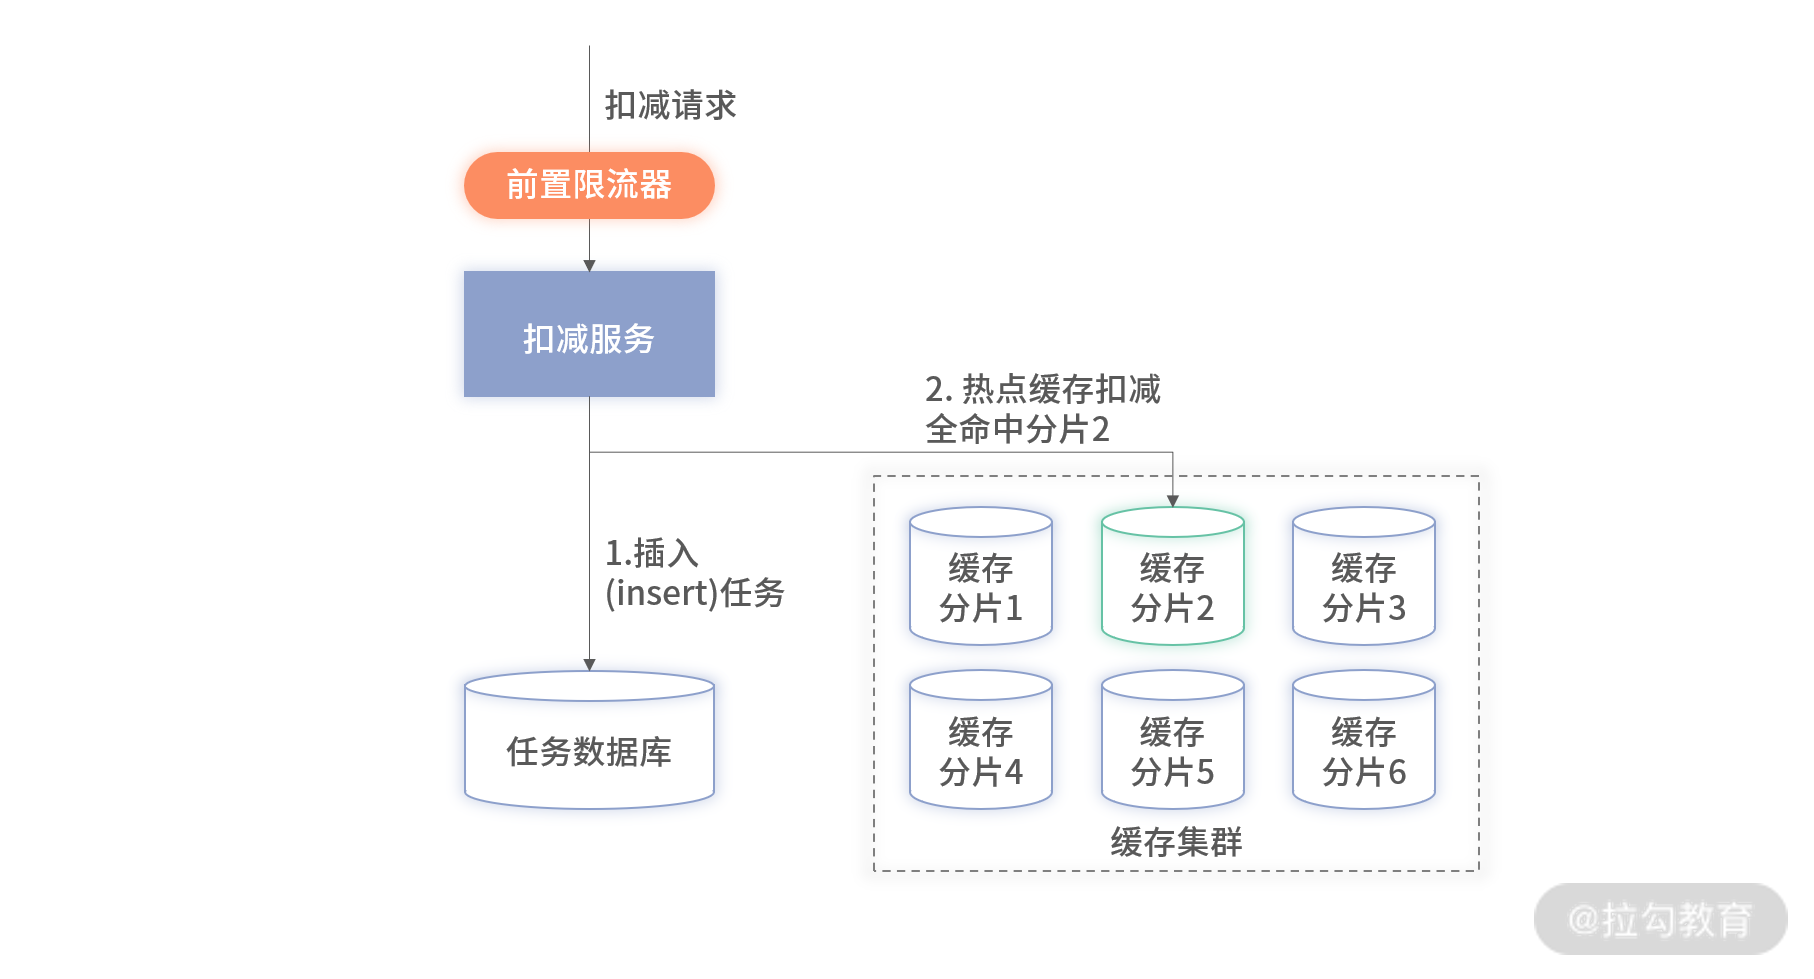 扣减请求
前置限流器
扣减服务
2. 热点缓存扣减
全命中分片2
1.插入
(insert)任务
任务数据库
缓存
分片1
缓存
分片2
缓存
分片3
缓存
分片4
缓存
分片5
缓存
分片6
缓存集群
@拉勾教育